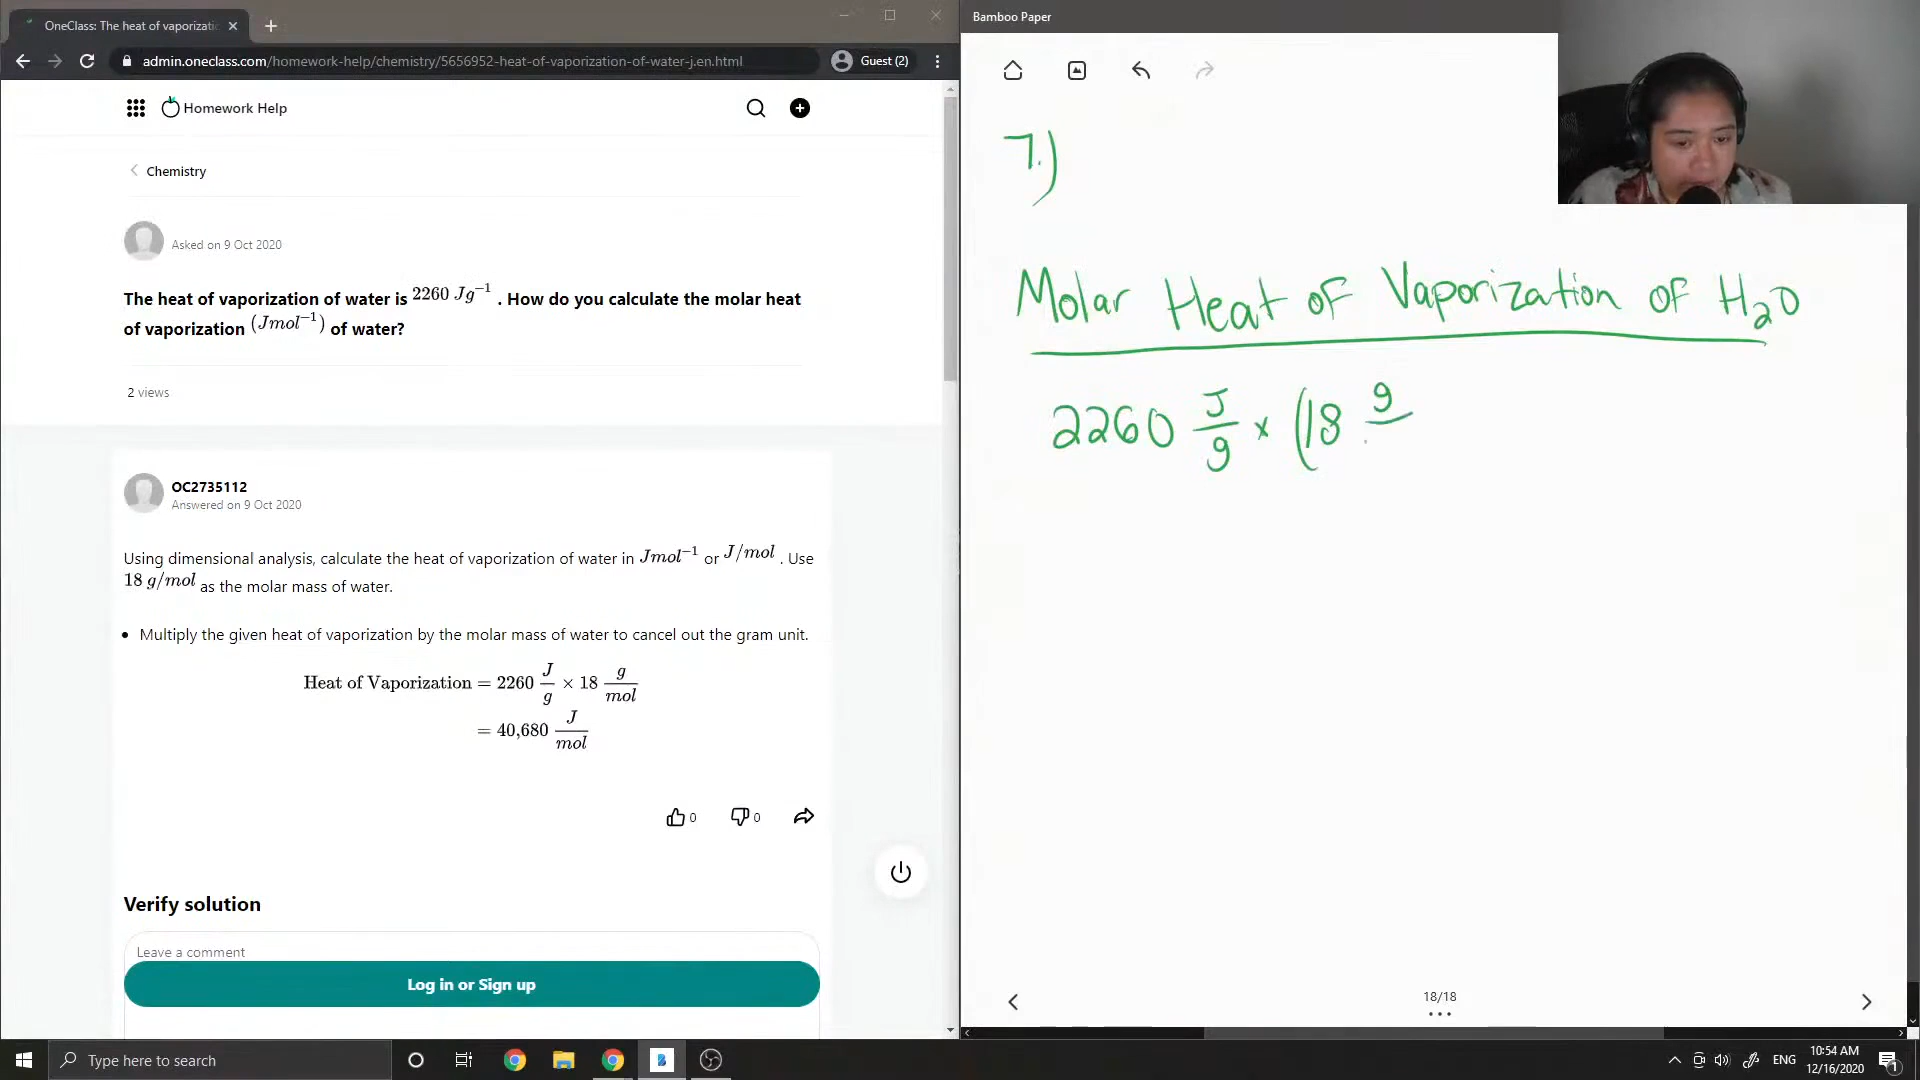 OneClass: The heat of vaporizati
admin.oneclass.com/homework-help/chemistry/5656952-heat-of-vaporization-of-water-j.en.html
Guest (2)
Homework Help
Chemistry
Asked on 9 Oct 2020
The heat of vaporization of water is 2260 Jg⁻¹ . How do you calculate the molar heat
of vaporization (Jmol⁻¹) of water?
2 views
OC2735112
Answered on 9 Oct 2020
Using dimensional analysis, calculate the heat of vaporization of water in Jmol⁻¹ or J/mol . Use
18 g/mol as the molar mass of water.
• Multiply the given heat of vaporization by the molar mass of water to cancel out the gram unit.
Heat of Vaporization = 2260 J/g × 18 g/mol
= 40,680 J/mol
0 0
Verify solution
Leave a comment
Log in or Sign up
Bamboo Paper
7.)
Molar Heat of Vaporization of H₂O
2260 J/g × (18 g/
18/18
Type here to search
ENG
10:54 AM
12/16/2020
1